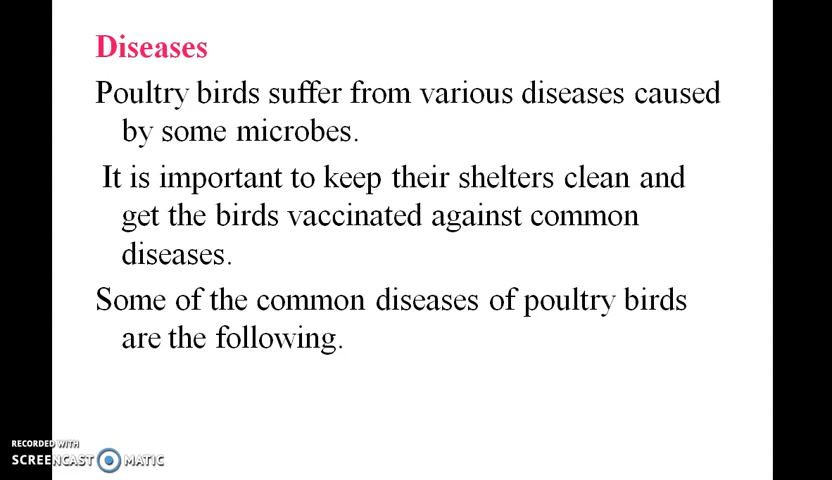 Diseases
Poultry birds suffer from various diseases caused
by some microbes.
It is important to keep their shelters clean and
get the birds vaccinated against common
diseases.
Some of the common diseases of poultry birds
are the following.
RECORDED WITH
SCREENCAST MATIC